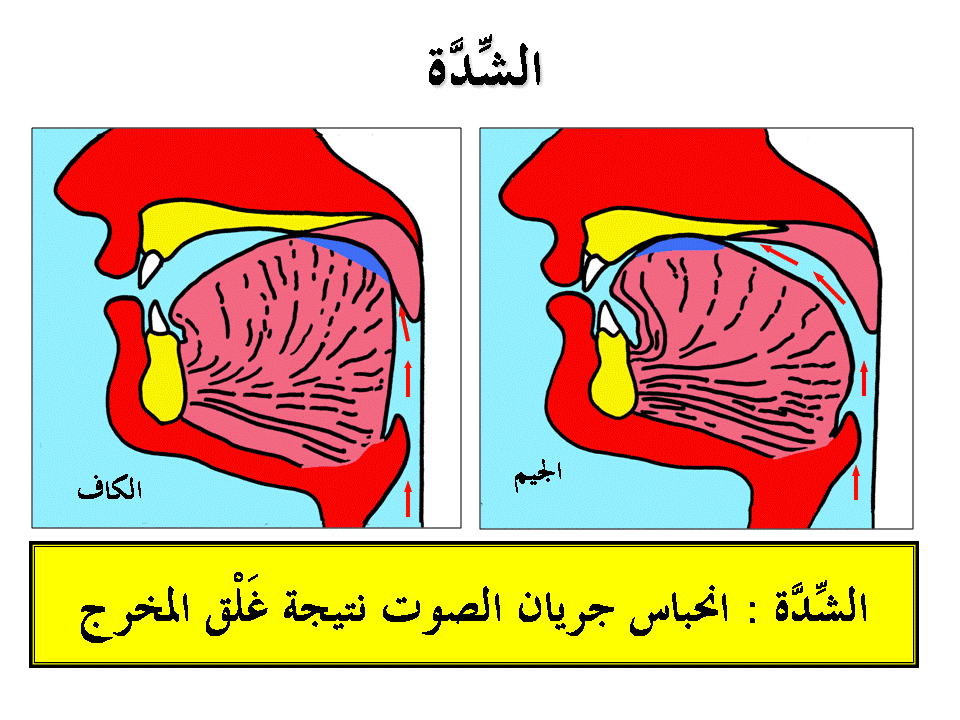 الشِّدَّة
الجيم
الكاف
الشِّدَّة : انحباس جريان الصوت نتيجة غَلْق المخرج